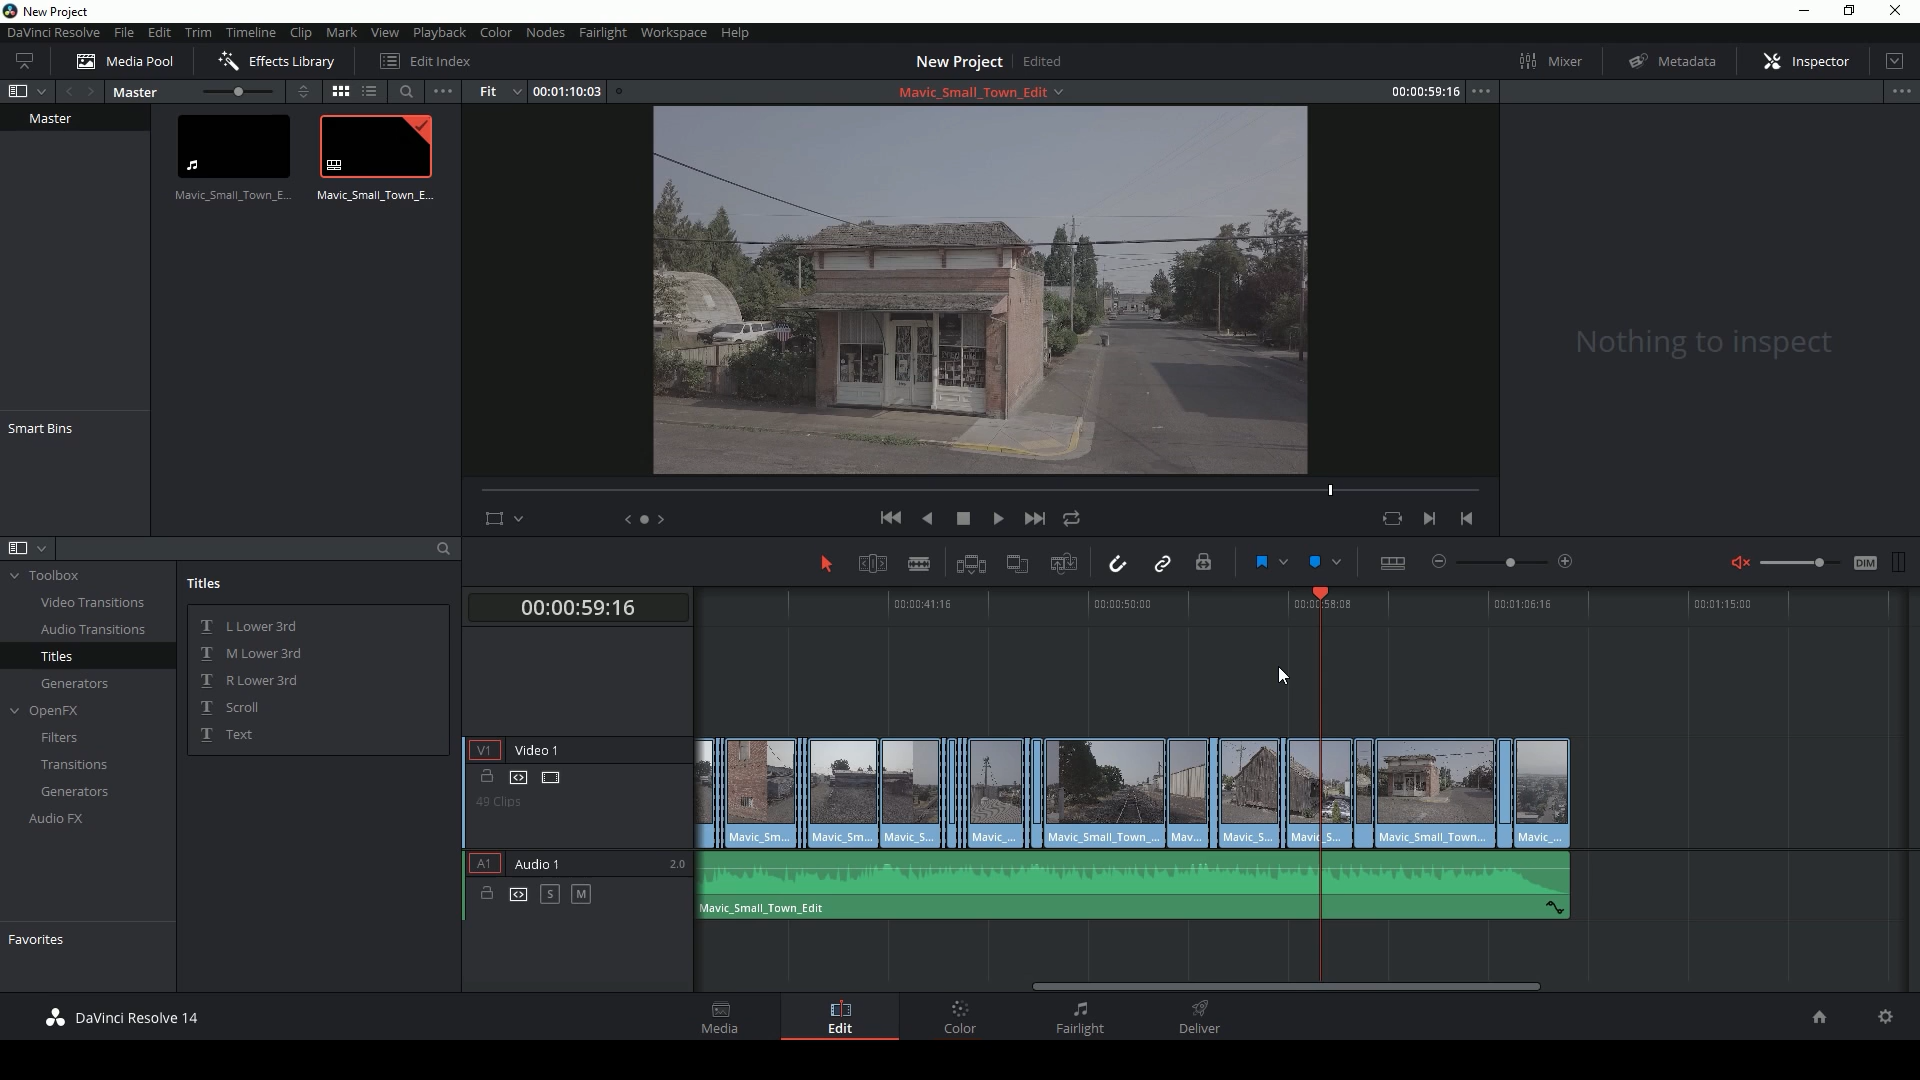 New Project
DaVinci Resolve File Edit Trim Timeline Clip Mark View Playback Color Nodes Fairlight Workspace Help
Media Pool Effects Library Edit Index New Project Edited Mixer Metadata Inspector
Master Fit 00:01:10:03 Mavic_Small_Town_Edit 00:00:59:16
Master
Mavic_Small_Town_E... Mavic_Small_Town_E...
Nothing to inspect
Smart Bins
DIM
Toolbox
Titles
Video Transitions
Audio Transitions
Titles
Generators
OpenFX
Filters
Transitions
Generators
Audio FX
Favorites
L Lower 3rd
M Lower 3rd
R Lower 3rd
Scroll
Text
00:00:59:16 00:00:41:16 00:00:50:00 00:00:58:08 00:01:06:16 00:01:15:00
V1 Video 1
49 Clips
Mavic_Sm... Mavic_Sm... Mavic_S... Mavic_... Mavic_Small_Town_... Mav... Mavic_S... Mavic_S... Mavic_Small_Town... Mavic_...
A1 Audio 1 2.0
S M
Mavic_Small_Town_Edit
DaVinci Resolve 14 Media Edit Color Fairlight Deliver